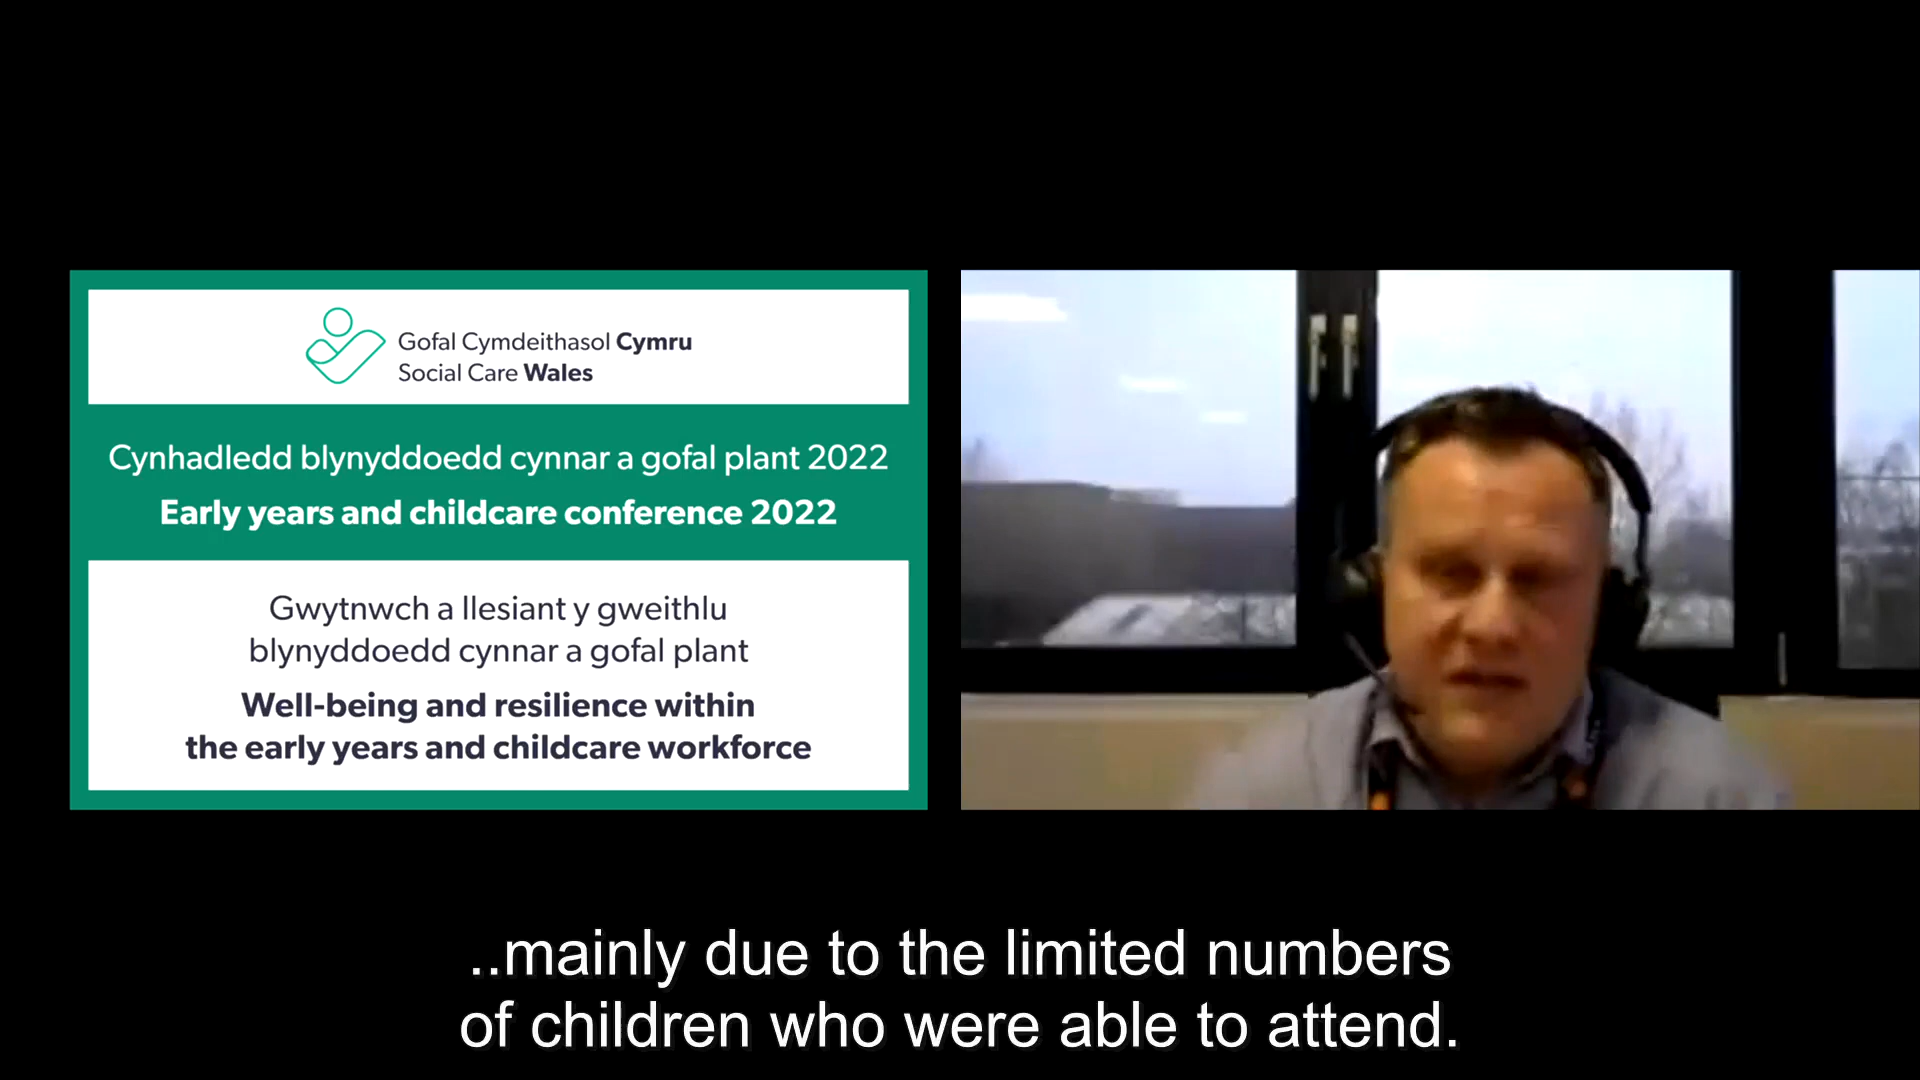 Gofal Cymdeithasol Cymru
Social Care Wales
Cynhadledd blynyddoedd cynnar a gofal plant 2022
Early years and childcare conference 2022
Gwytnwch a llesiant y gweithlu
blynyddoedd cynnar a gofal plant
Well-being and resilience within
the early years and childcare workforce
..mainly due to the limited numbers
of children who were able to attend.